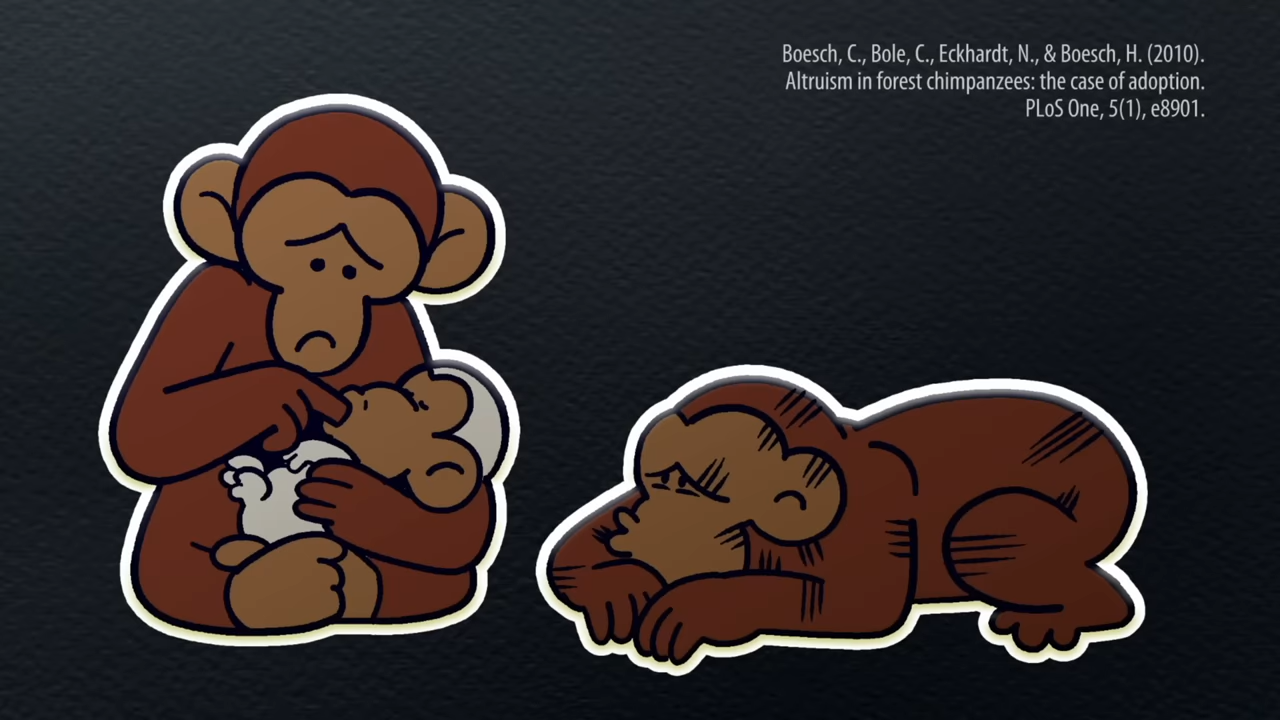 Boesch, C., Bole, C., Eckhardt, N., & Boesch, H. (2010).
Altruism in forest chimpanzees: the case of adoption.
PLoS One, 5(1), e8901.